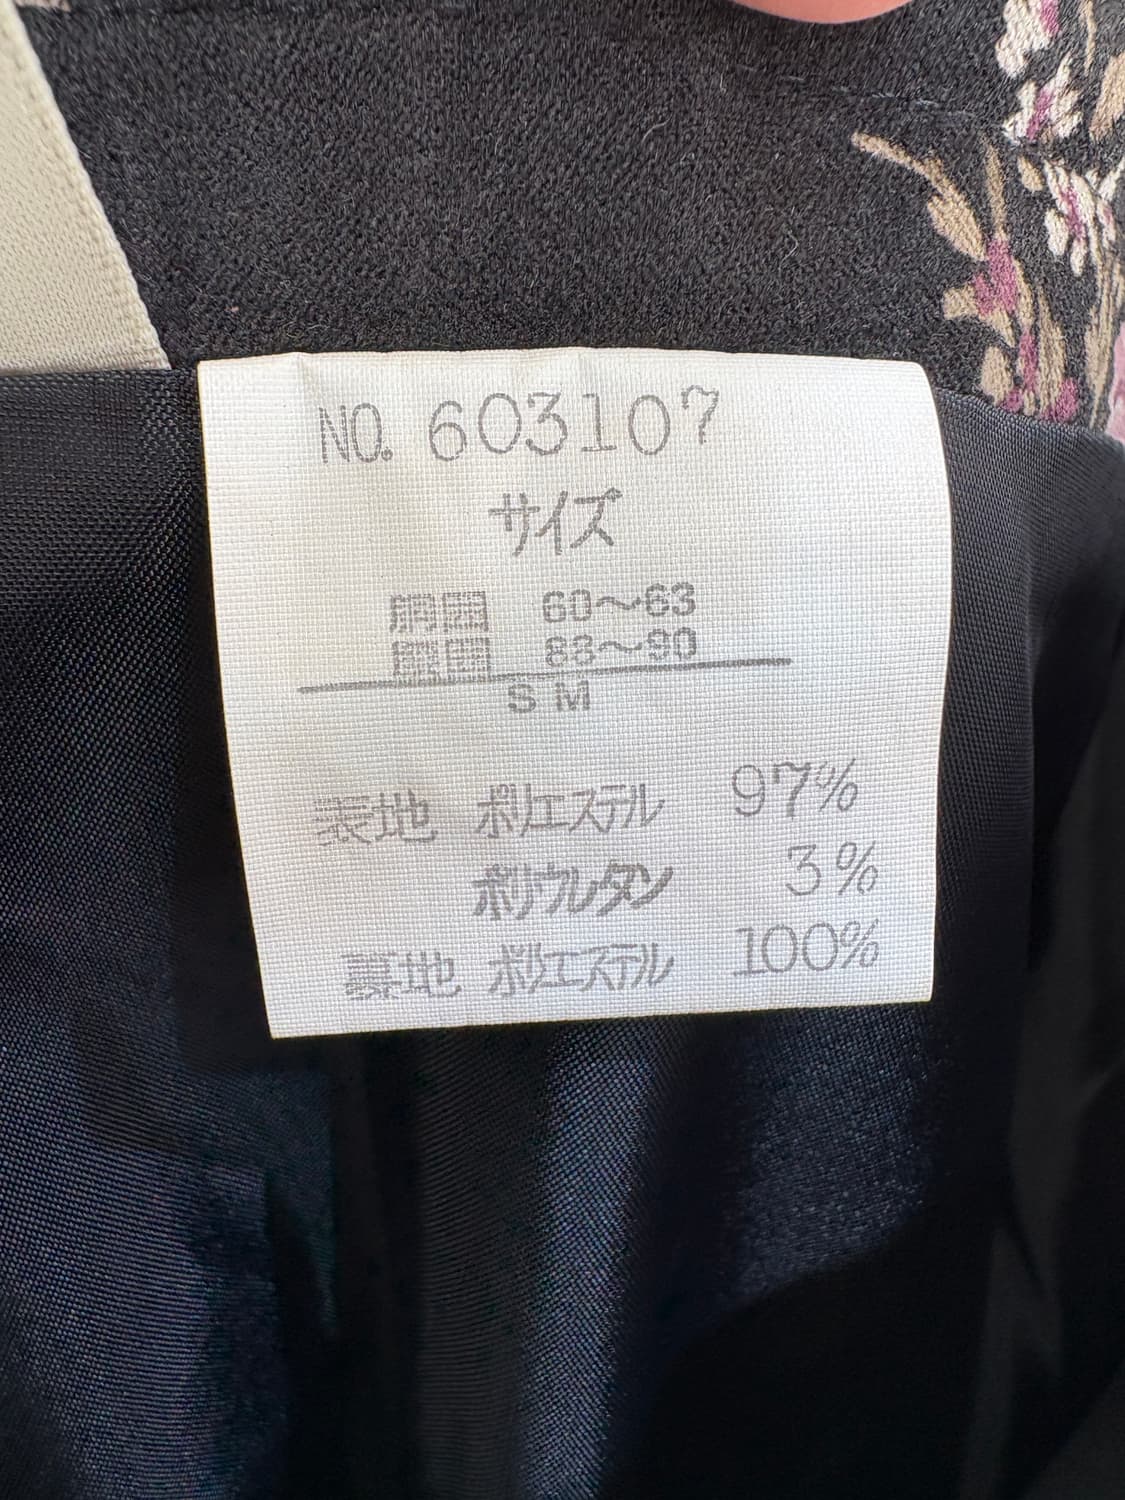 NO. 603107
サイズ
胴囲 60〜63
腰囲 88〜90
S M
表地 ポリエステル 97%
ポリウレタン 3%
裏地 ポリエステル 100%